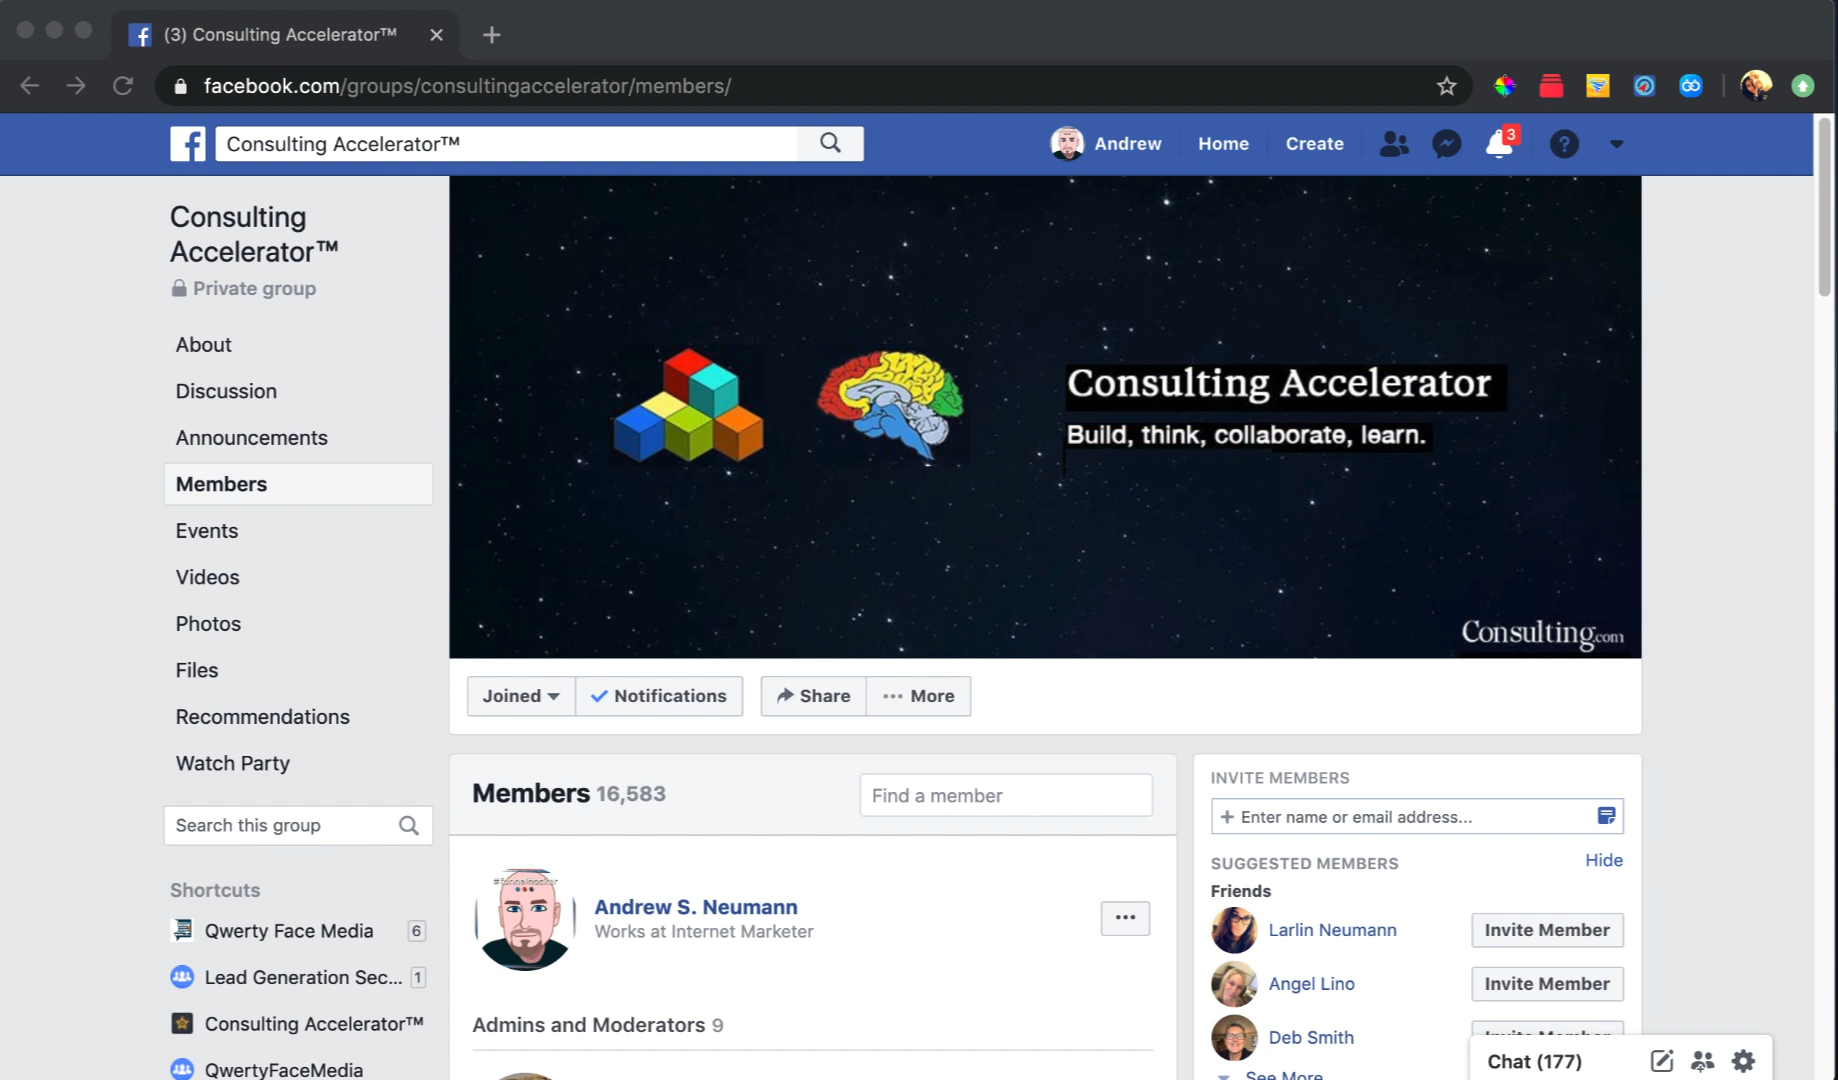 (3) Consulting Accelerator™
facebook.com/groups/consultingaccelerator/members/
Consulting Accelerator™
Andrew
Home
Create
3
Consulting
Accelerator™
Private group
About
Discussion
Announcements
Members
Events
Videos
Photos
Files
Recommendations
Watch Party
Search this group
Shortcuts
Qwerty Face Media 6
Lead Generation Sec... 1
Consulting Accelerator™
QwertyFaceMedia
Consulting Accelerator
Build, think, collaborate, learn.
Consulting.com
Joined
Notifications
Share
More
Members 16,583
Find a member
#funnelhacker
Andrew S. Neumann
Works at Internet Marketer
Admins and Moderators 9
INVITE MEMBERS
+ Enter name or email address...
SUGGESTED MEMBERS
Hide
Friends
Larlin Neumann
Invite Member
Angel Lino
Invite Member
Deb Smith
Invite Member
See More
Chat (177)